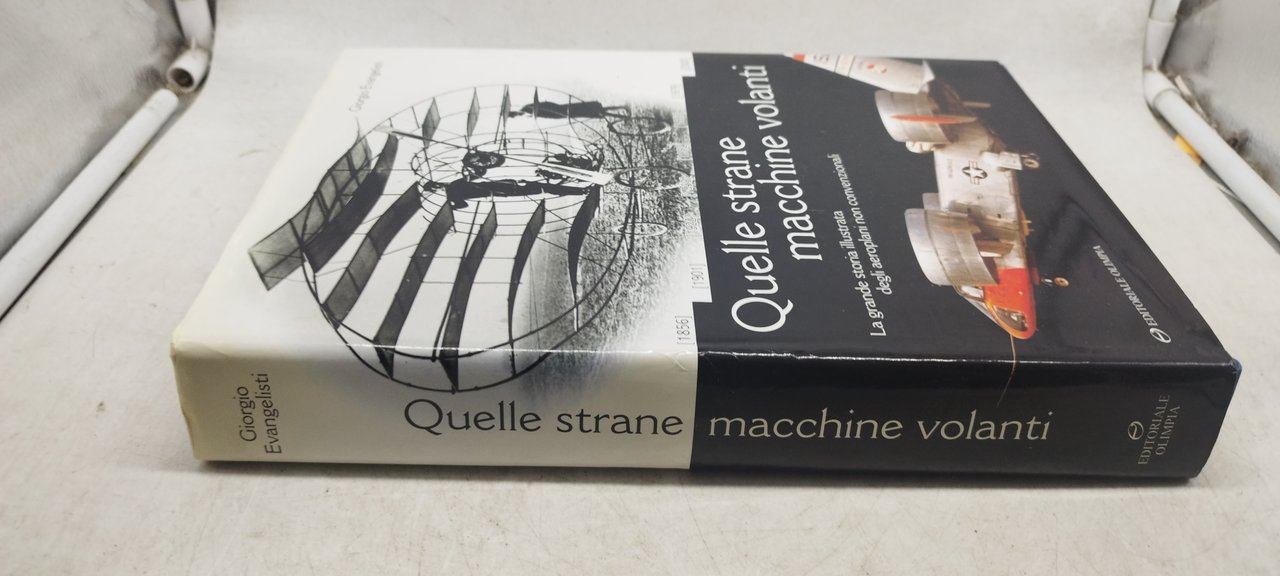 Giorgio Evangelisti
[1856]
[1901]
Quelle strane
macchine volanti
La grande storia illustrata
degli aeroplani non convenzionali
EDITORIALE OLIMPIA
Giorgio
Evangelisti
Quelle strane macchine volanti
EDITORIALE
OLIMPIA